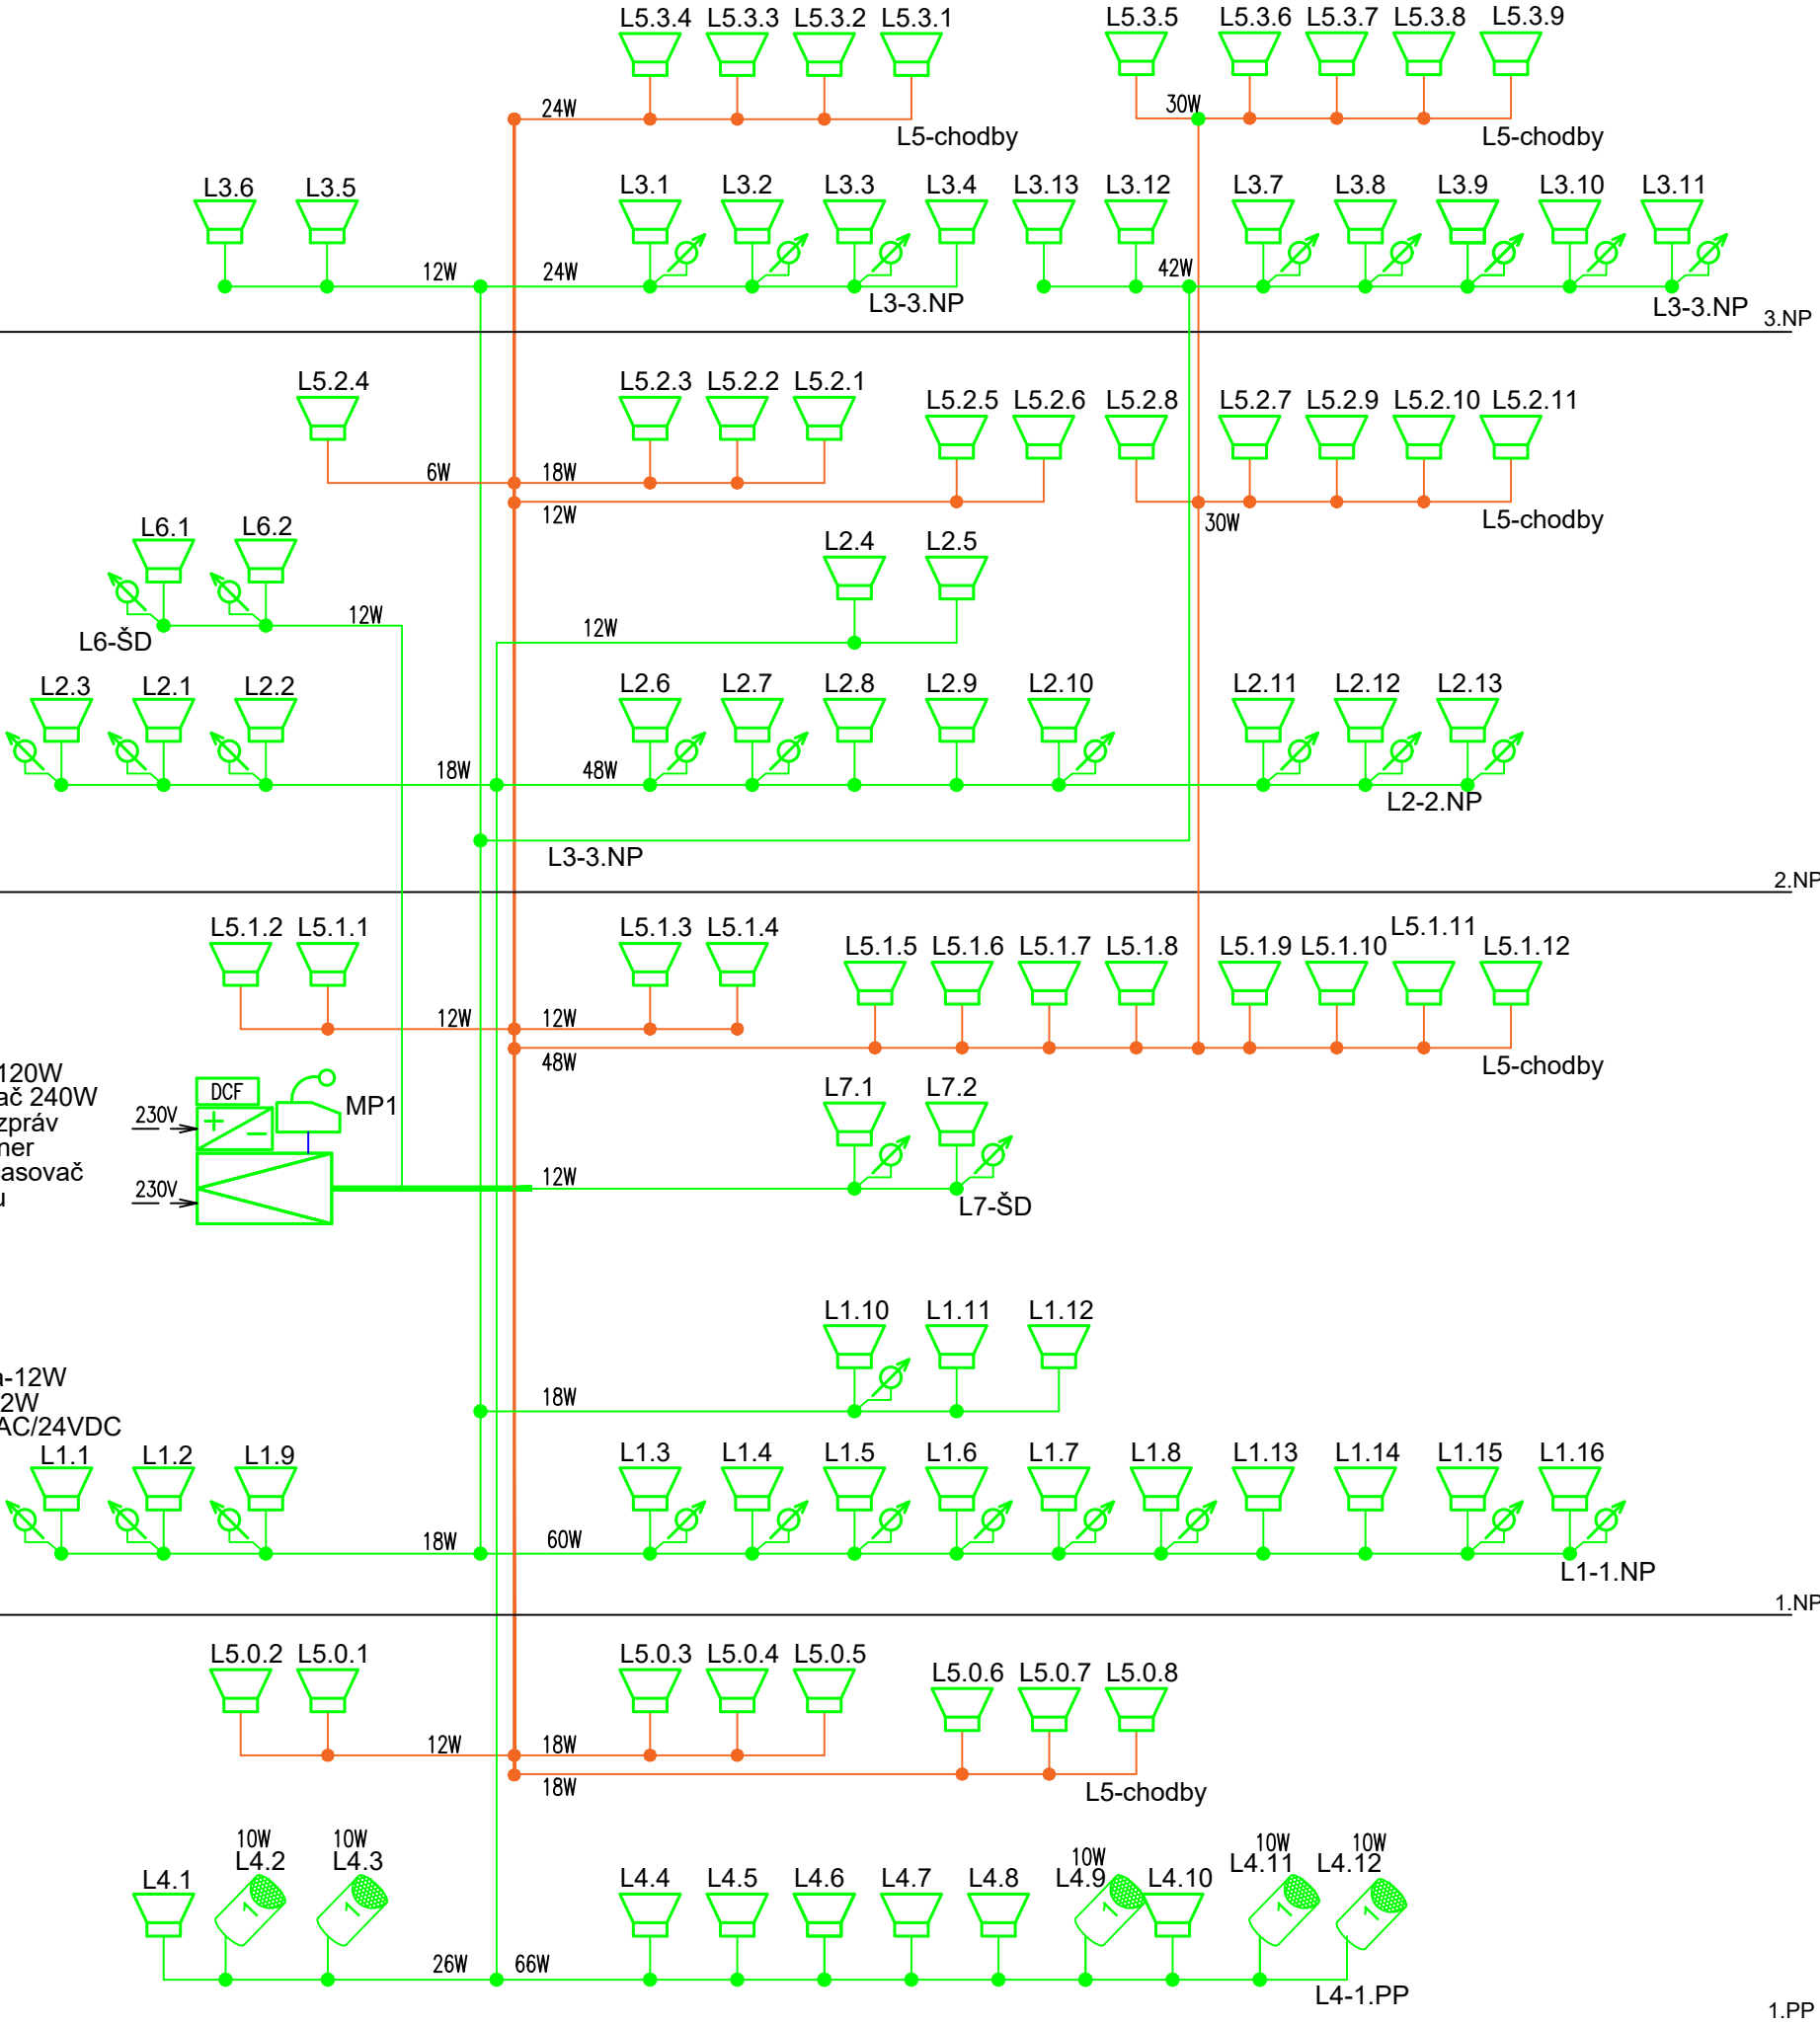 L5.3.4 L5.3.3 L5.3.2 L5.3.1 L5.3.5 L5.3.6 L5.3.7 L5.3.8 L5.3.9
24W 30W
L5-chodby L5-chodby
L3.6 L3.5 L3.1 L3.2 L3.3 L3.4 L3.13 L3.12 L3.7 L3.8 L3.9 L3.10 L3.11
12W 24W 42W
L3-3.NP L3-3.NP
3.NP
L5.2.4 L5.2.3 L5.2.2 L5.2.1
L5.2.5 L5.2.6 L5.2.8 L5.2.7 L5.2.9 L5.2.10 L5.2.11
6W 18W
12W 30W L5-chodby
L6.1 L6.2 L2.4 L2.5
12W 12W
L6-ŠD
L2.3 L2.1 L2.2 L2.6 L2.7 L2.8 L2.9 L2.10 L2.11 L2.12 L2.13
18W 48W
L2-2.NP
L3-3.NP
2.NP
L5.1.2 L5.1.1 L5.1.3 L5.1.4 L5.1.11
L5.1.5 L5.1.6 L5.1.7 L5.1.8 L5.1.9 L5.1.10 L5.1.12
12W 12W
48W L5-chodby
120W
ač 240W
zpráv
ner
asovač
u
DCF
MP1
230V
+ −
230V
L7.1 L7.2
12W
L7-ŠD
L1.10 L1.11 L1.12
18W
a-12W
2W
AC/24VDC
L1.1 L1.2 L1.9 L1.3 L1.4 L1.5 L1.6 L1.7 L1.8 L1.13 L1.14 L1.15 L1.16
18W 60W
L1-1.NP
1.NP
L5.0.2 L5.0.1 L5.0.3 L5.0.4 L5.0.5
L5.0.6 L5.0.7 L5.0.8
12W 18W
18W L5-chodby
10W 10W 10W 10W 10W
L4.1 L4.2 L4.3 L4.4 L4.5 L4.6 L4.7 L4.8 L4.9 L4.10 L4.11 L4.12
1 1 1 1 1
26W 66W
L4-1.PP
1.PP